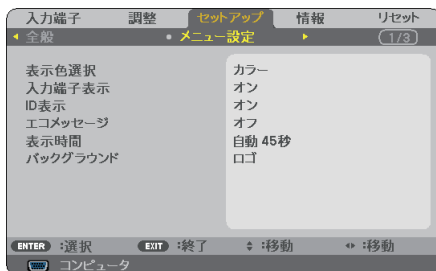 入力端子 調整 セットアップ 情報 リセット
全般 メニュー設定 1/3
表示色選択 カラー
入力端子表示 オン
ID表示 オン
エコメッセージ オフ
表示時間 自動 45秒
バックグラウンド ロゴ
ENTER :選択 EXIT :終了 :移動 :移動
コンピュータ